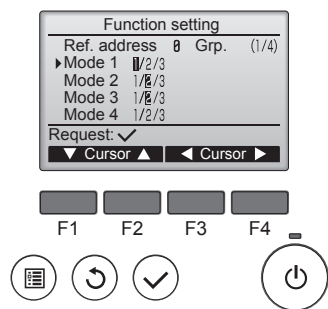 Function setting
Ref. address 0 Grp. (1/4)
Mode 1 1/2/3
Mode 2 1/2/3
Mode 3 1/2/3
Mode 4 1/2/3
Request: ✓
▼ Cursor ▲ ◀ Cursor ▶
F1 F2 F3 F4